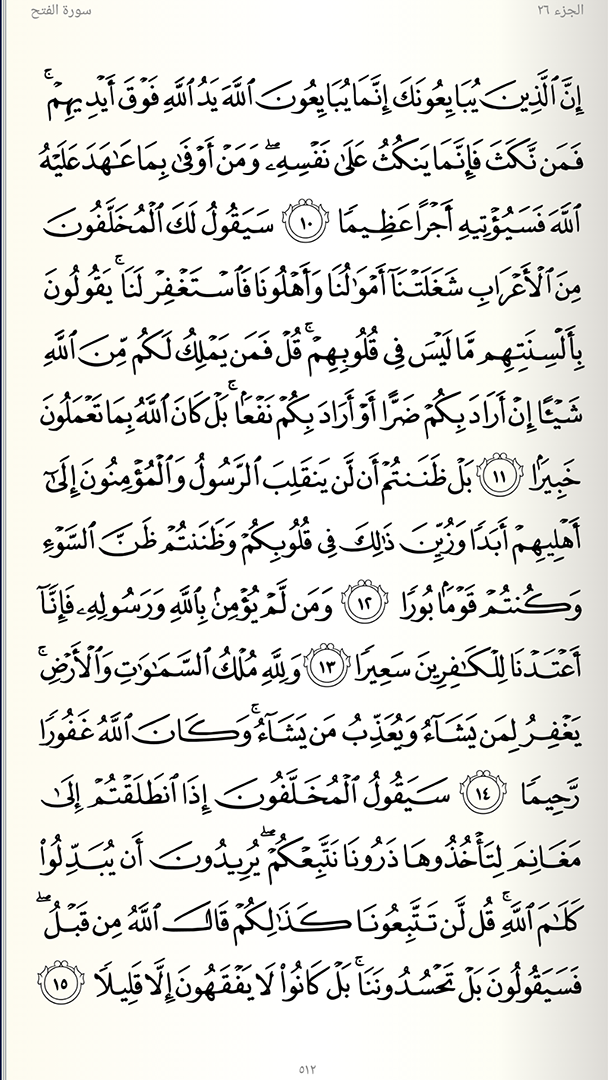 الجزء ٢٦
سورة الفتح
إِنَّ ٱلَّذِينَ يُبَايِعُونَكَ إِنَّمَا يُبَايِعُونَ ٱللَّهَ يَدُ ٱللَّهِ فَوۡقَ أَيۡدِيهِمۡۚ
فَمَن نَّكَثَ فَإِنَّمَا يَنكُثُ عَلَىٰ نَفۡسِهِۦۖ وَمَنۡ أَوۡفَىٰ بِمَا عَٰهَدَ عَلَيۡهُ
ٱللَّهَ فَسَيُؤۡتِيهِ أَجۡرًا عَظِيمٗا ١٠ سَيَقُولُ لَكَ ٱلۡمُخَلَّفُونَ
مِنَ ٱلۡأَعۡرَابِ شَغَلَتۡنَآ أَمۡوَٰلُنَا وَأَهۡلُونَا فَٱسۡتَغۡفِرۡ لَنَاۚ يَقُولُونَ
بِأَلۡسِنَتِهِم مَّا لَيۡسَ فِي قُلُوبِهِمۡۚ قُلۡ فَمَن يَمۡلِكُ لَكُم مِّنَ ٱللَّهِ
شَيۡـًٔا إِنۡ أَرَادَ بِكُمۡ ضَرًّا أَوۡ أَرَادَ بِكُمۡ نَفۡعَۢاۚ بَلۡ كَانَ ٱللَّهُ بِمَا تَعۡمَلُونَ
خَبِيرَۢا ١١ بَلۡ ظَنَنتُمۡ أَن لَّن يَنقَلِبَ ٱلرَّسُولُ وَٱلۡمُؤۡمِنُونَ إِلَىٰٓ
أَهۡلِيهِمۡ أَبَدٗا وَزُيِّنَ ذَٰلِكَ فِي قُلُوبِكُمۡ وَظَنَنتُمۡ ظَنَّ ٱلسَّوۡءِ
وَكُنتُمۡ قَوۡمَۢا بُورٗا ١٢ وَمَن لَّمۡ يُؤۡمِنۢ بِٱللَّهِ وَرَسُولِهِۦ فَإِنَّآ
أَعۡتَدۡنَا لِلۡكَٰفِرِينَ سَعِيرٗا ١٣ وَلِلَّهِ مُلۡكُ ٱلسَّمَٰوَٰتِ وَٱلۡأَرۡضِۚ
يَغۡفِرُ لِمَن يَشَآءُ وَيُعَذِّبُ مَن يَشَآءُۚ وَكَانَ ٱللَّهُ غَفُورٗا
رَّحِيمٗا ١٤ سَيَقُولُ ٱلۡمُخَلَّفُونَ إِذَا ٱنطَلَقۡتُمۡ إِلَىٰ
مَغَانِمَ لِتَأۡخُذُوهَا ذَرُونَا نَتَّبِعۡكُمۡۖ يُرِيدُونَ أَن يُبَدِّلُواْ
كَلَٰمَ ٱللَّهِۚ قُل لَّن تَتَّبِعُونَا كَذَٰلِكُمۡ قَالَ ٱللَّهُ مِن قَبۡلُۖ
فَسَيَقُولُونَ بَلۡ تَحۡسُدُونَنَاۚ بَلۡ كَانُواْ لَا يَفۡقَهُونَ إِلَّا قَلِيلٗا ١٥
٥١٢